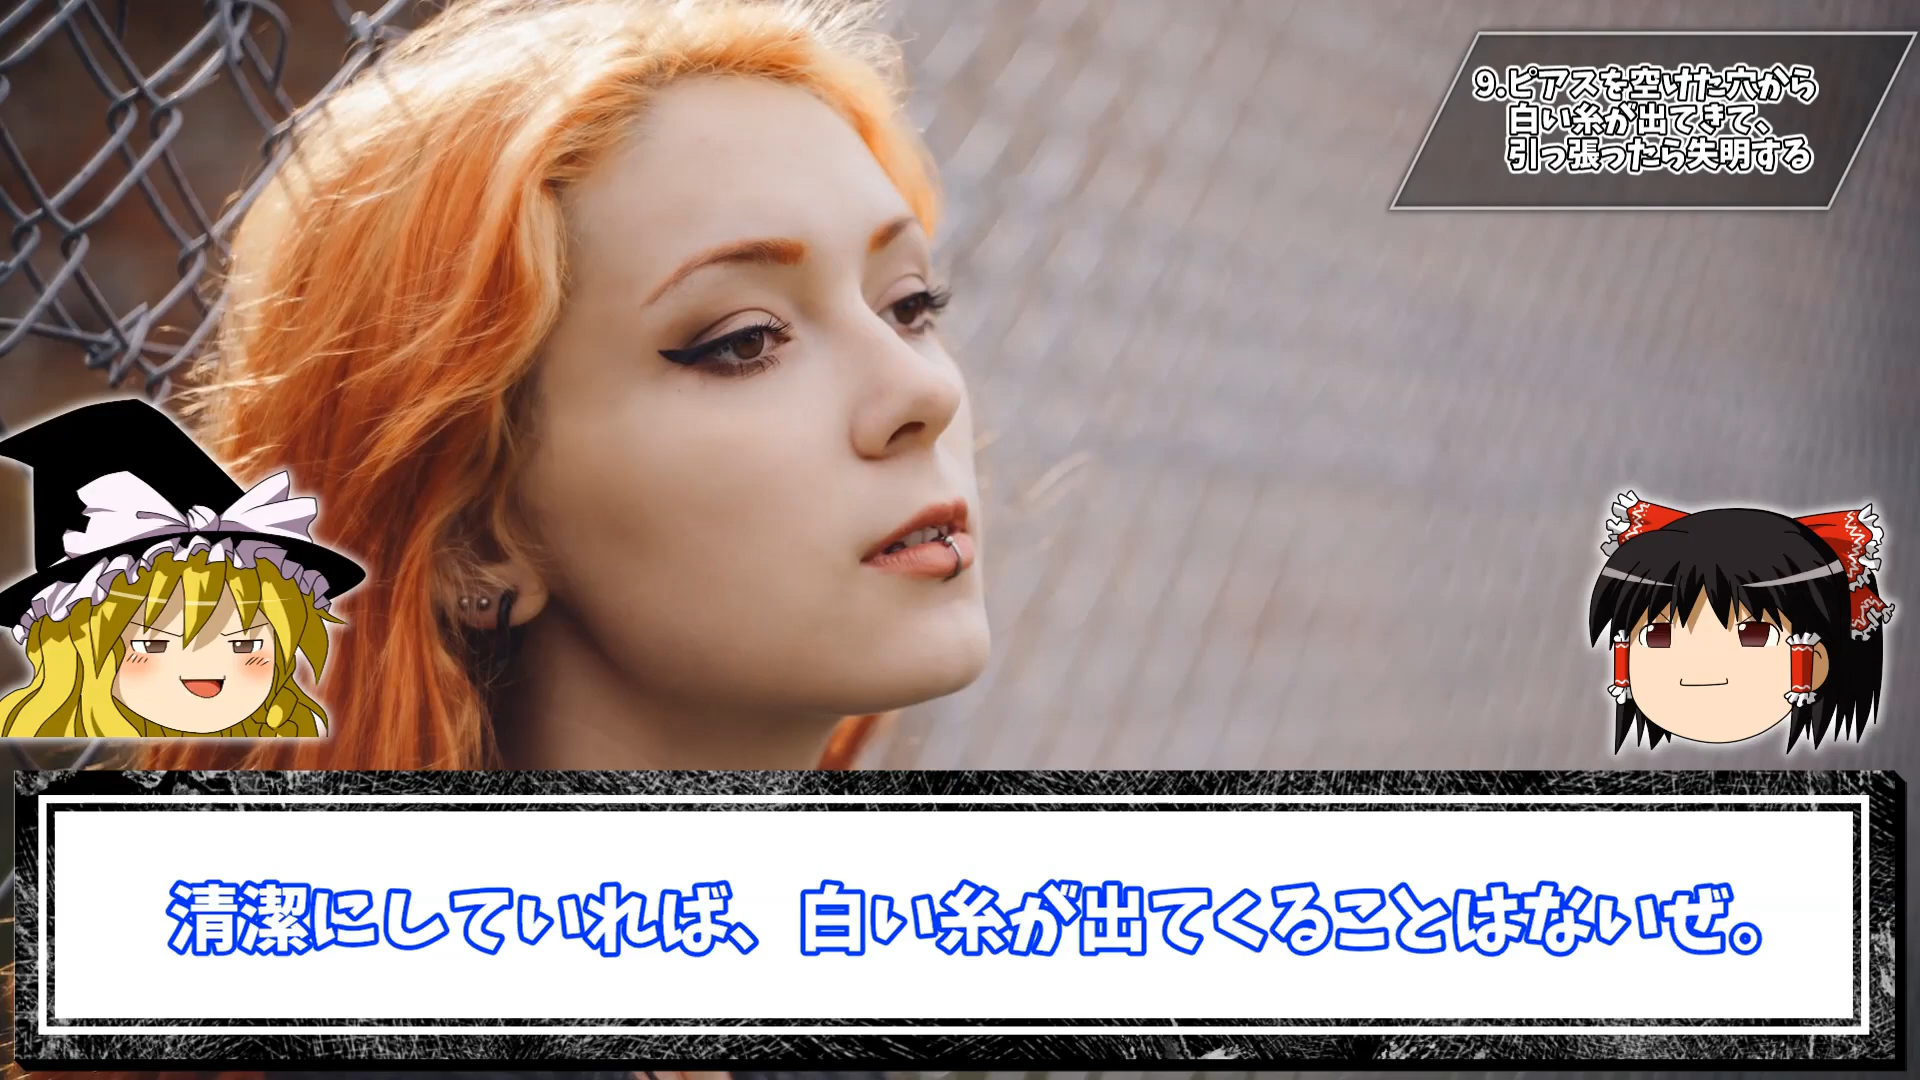 9.ピアスを空けた穴から
白い糸が出てきて、
引っ張ったら失明する
清潔にしていれば、白い糸が出てくることはないぜ。